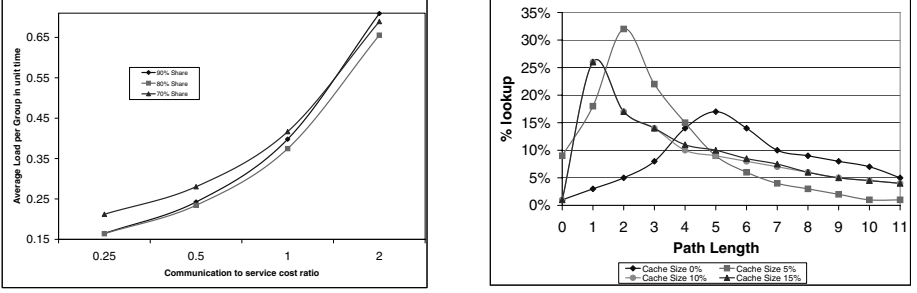 0.65
0.55
0.45
0.35
0.25
0.15
Average Load per Group in unit time
90% Share
80% Share
70% Share
0.25 0.5 1 2
Communication to service cost ratio
35%
30%
25%
20%
15%
10%
5%
0%
% lookup
0 1 2 3 4 5 6 7 8 9 10 11
Path Length
Cache Size 0% Cache Size 5%
Cache Size 10% Cache Size 15%